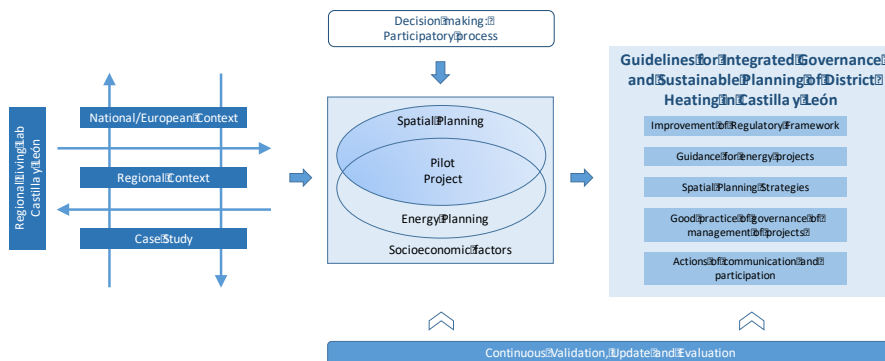 Decision making:
Participatory process
Regional Living Lab
Castilla y León
National/European Context
Regional Context
Case Study
Spatial Planning
Pilot
Project
Energy Planning
Socioeconomic factors
Guidelines for Integrated Governance
and Sustainable Planning of District
Heating in Castilla y León
Improvement of Regulatory Framework
Guidance for energy projects
Spatial Planning Strategies
Good practice of governance of
management of projects
Actions of communication and
participation
Continuous Validation, Update and Evaluation